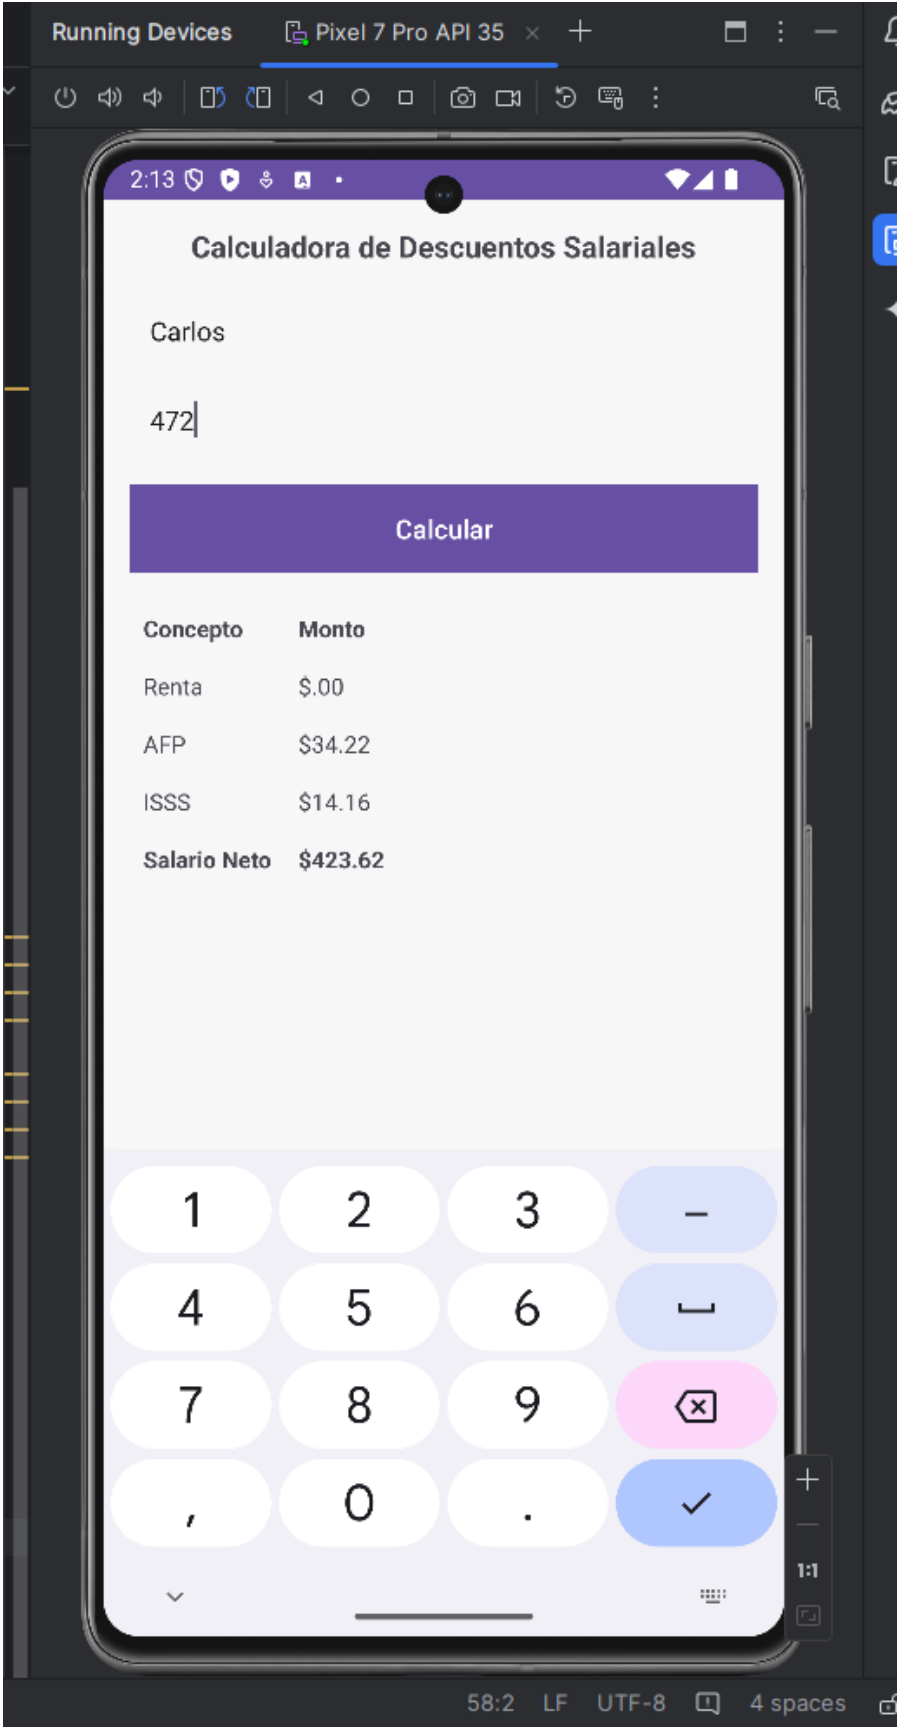 Running Devices Pixel 7 Pro API 35
2:13
Calculadora de Descuentos Salariales
Carlos
472
Calcular
Concepto Monto
Renta $.00
AFP $34.22
ISSS $14.16
Salario Neto $423.62
1 2 3 –
4 5 6
7 8 9
, 0 .
1:1
58:2 LF UTF-8 4 spaces